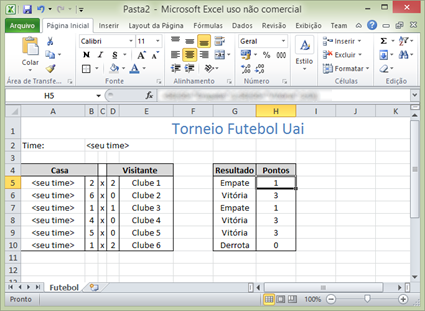 Pasta2 - Microsoft Excel uso não comercial
Arquivo Página Inicial Inserir Layout da Página Fórmulas Dados Revisão Exibição Team
Colar Calibri 11 Geral Estilo Inserir
N I S % 000 Excluir
Formatar
Área de Transfe... Fonte Alinhamento Número Células Edição
H5 fx
A B C D E F G H I J K
1 Torneio Futebol Uai
2 Time: <seu time>
3
4 Casa Visitante Resultado Pontos
5 <seu time> 2 x 2 Clube 1 Empate 1
6 <seu time> 6 x 0 Clube 2 Vitória 3
7 <seu time> 1 x 1 Clube 3 Empate 1
8 <seu time> 4 x 0 Clube 4 Vitória 3
9 <seu time> 5 x 0 Clube 5 Vitória 3
10 <seu time> 1 x 2 Clube 6 Derrota 0
11
12
13
Futebol
Pronto 100%